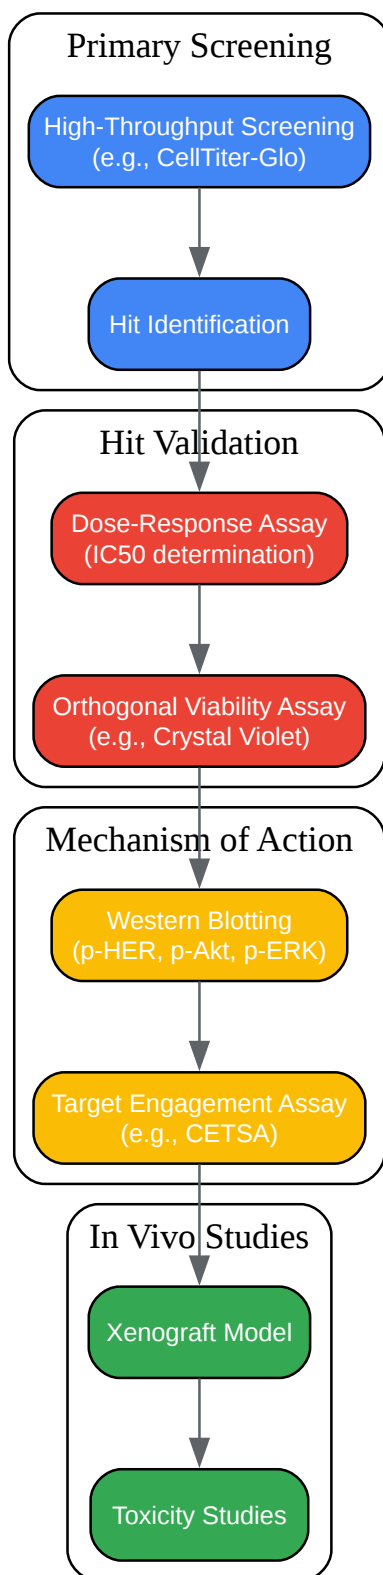 Primary Screening
High-Throughput Screening
(e.g., CellTiter-Glo)
Hit Identification
Hit Validation
Dose-Response Assay
(IC50 determination)
Orthogonal Viability Assay
(e.g., Crystal Violet)
Mechanism of Action
Western Blotting
(p-HER, p-Akt, p-ERK)
Target Engagement Assay
(e.g., CETSA)
In Vivo Studies
Xenograft Model
Toxicity Studies